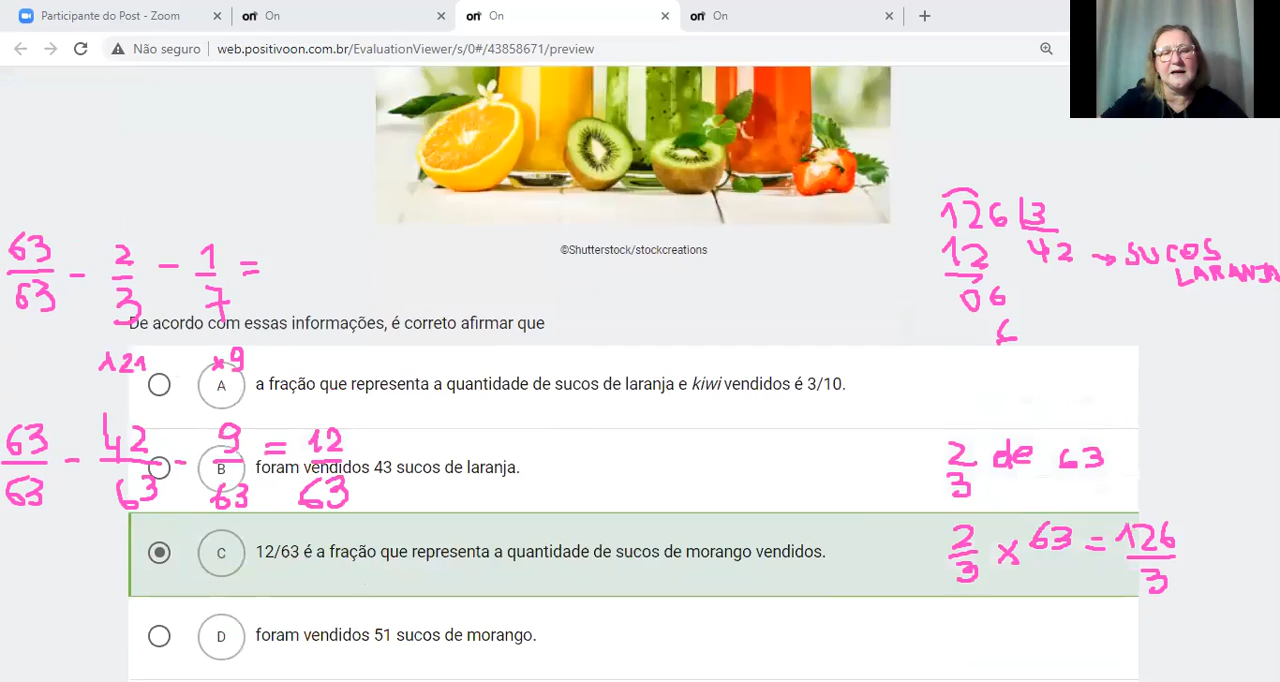 Participante do Post - Zoom
on On
on On
on On
Não seguro
web.positivoon.com.br/EvaluationViewer/s/0#/43858671/preview
©Shutterstock/stockcreations
63/63 - 2/3 - 1/7 =
126 3
12 42 → SUCOS LARANJA
06
6
De acordo com essas informações, é correto afirmar que
x21 x9
A a fração que representa a quantidade de sucos de laranja e kiwi vendidos é 3/10.
63/63 - 42/63 - 9/63 = 12/63
B foram vendidos 43 sucos de laranja.
2/3 de 63
C 12/63 é a fração que representa a quantidade de sucos de morango vendidos.
2/3 x 63 = 126/3
D foram vendidos 51 sucos de morango.